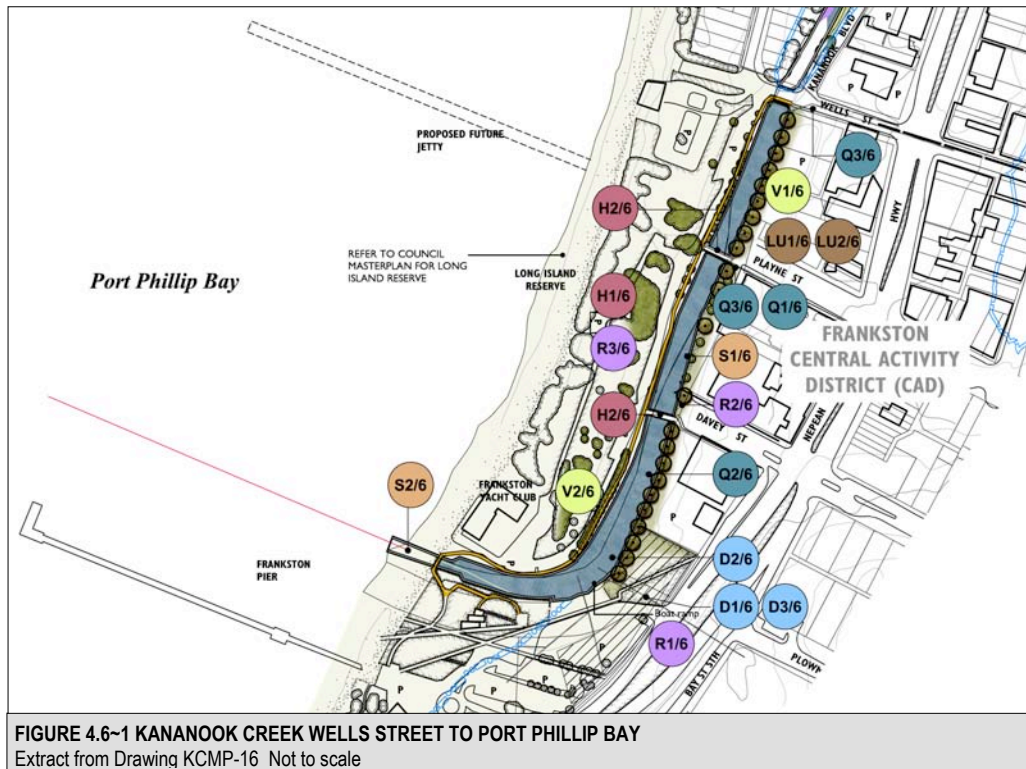 KANANOOK BLVD
P
P
P
WELLS ST
PROPOSED FUTURE
JETTY
P
P
P
Q3/6
HWY
V1/6
H2/6
LU1/6
LU2/6
PLAYNE ST
REFER TO COUNCIL
MASTERPLAN FOR LONG
ISLAND RESERVE
LONG ISLAND
RESERVE
Port Phillip Bay
H1/6
Q3/6
Q1/6
P
R3/6
FRANKSTON
CENTRAL ACTIVITY
DISTRICT (CAD)
S1/6
R2/6
H2/6
DAVEY ST
NEPEAN
Q2/6
S2/6
FRANKSTON
YACHT CLUB
V2/6
P
FRANKSTON
PIER
P
D2/6
Boat ramp
D1/6
D3/6
R1/6
P
P
BAY ST STH
PLOWP
FIGURE 4.6~1 KANANOOK CREEK WELLS STREET TO PORT PHILLIP BAY
Extract from Drawing KCMP-16 Not to scale